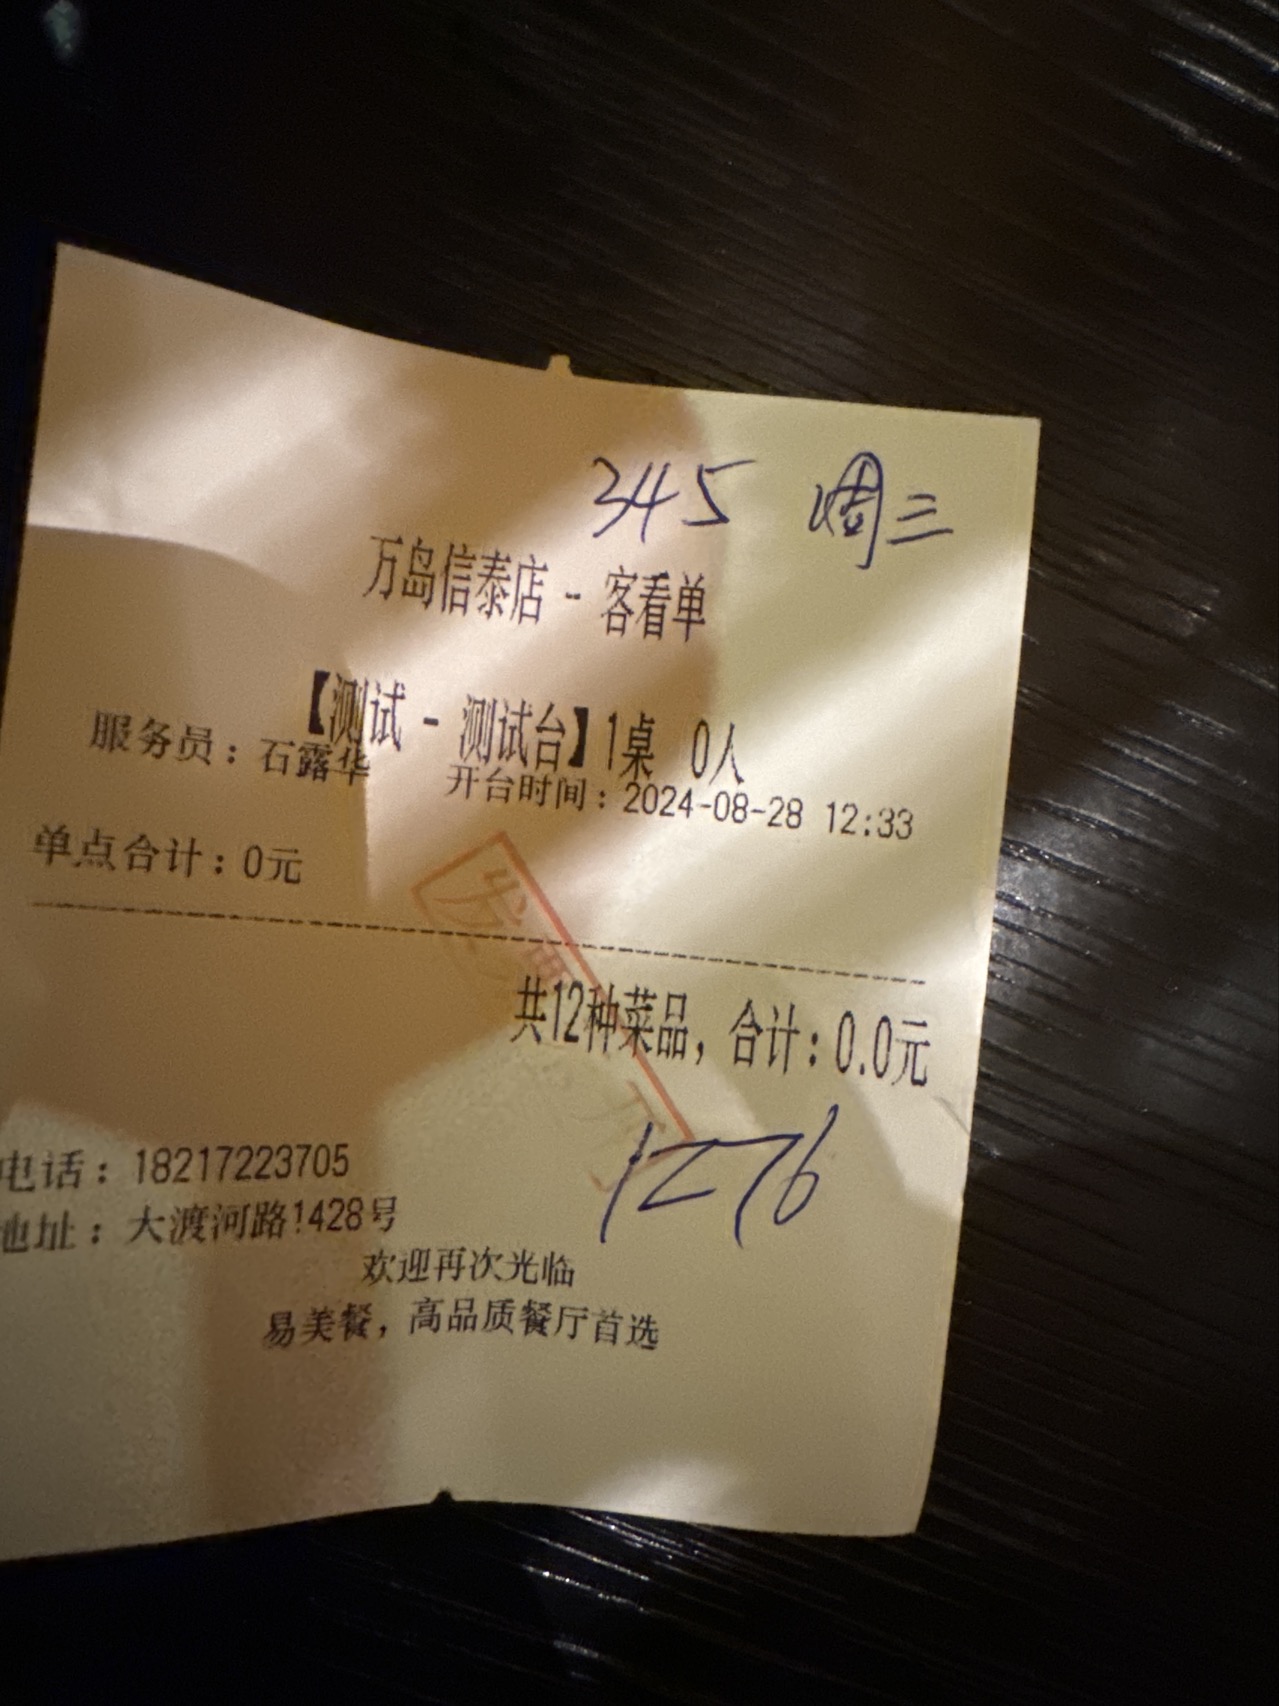 345 周三
万岛信泰店 - 客看单
【测试 - 测试台】1桌 0人
服务员：石露华 开台时间：2024-08-28 12:33
单点合计：0元
发票
共12种菜品，合计：0.0元
开
1276
电话：18217223705
地址：大渡河路1428号
欢迎再次光临
易美餐，高品质餐厅首选